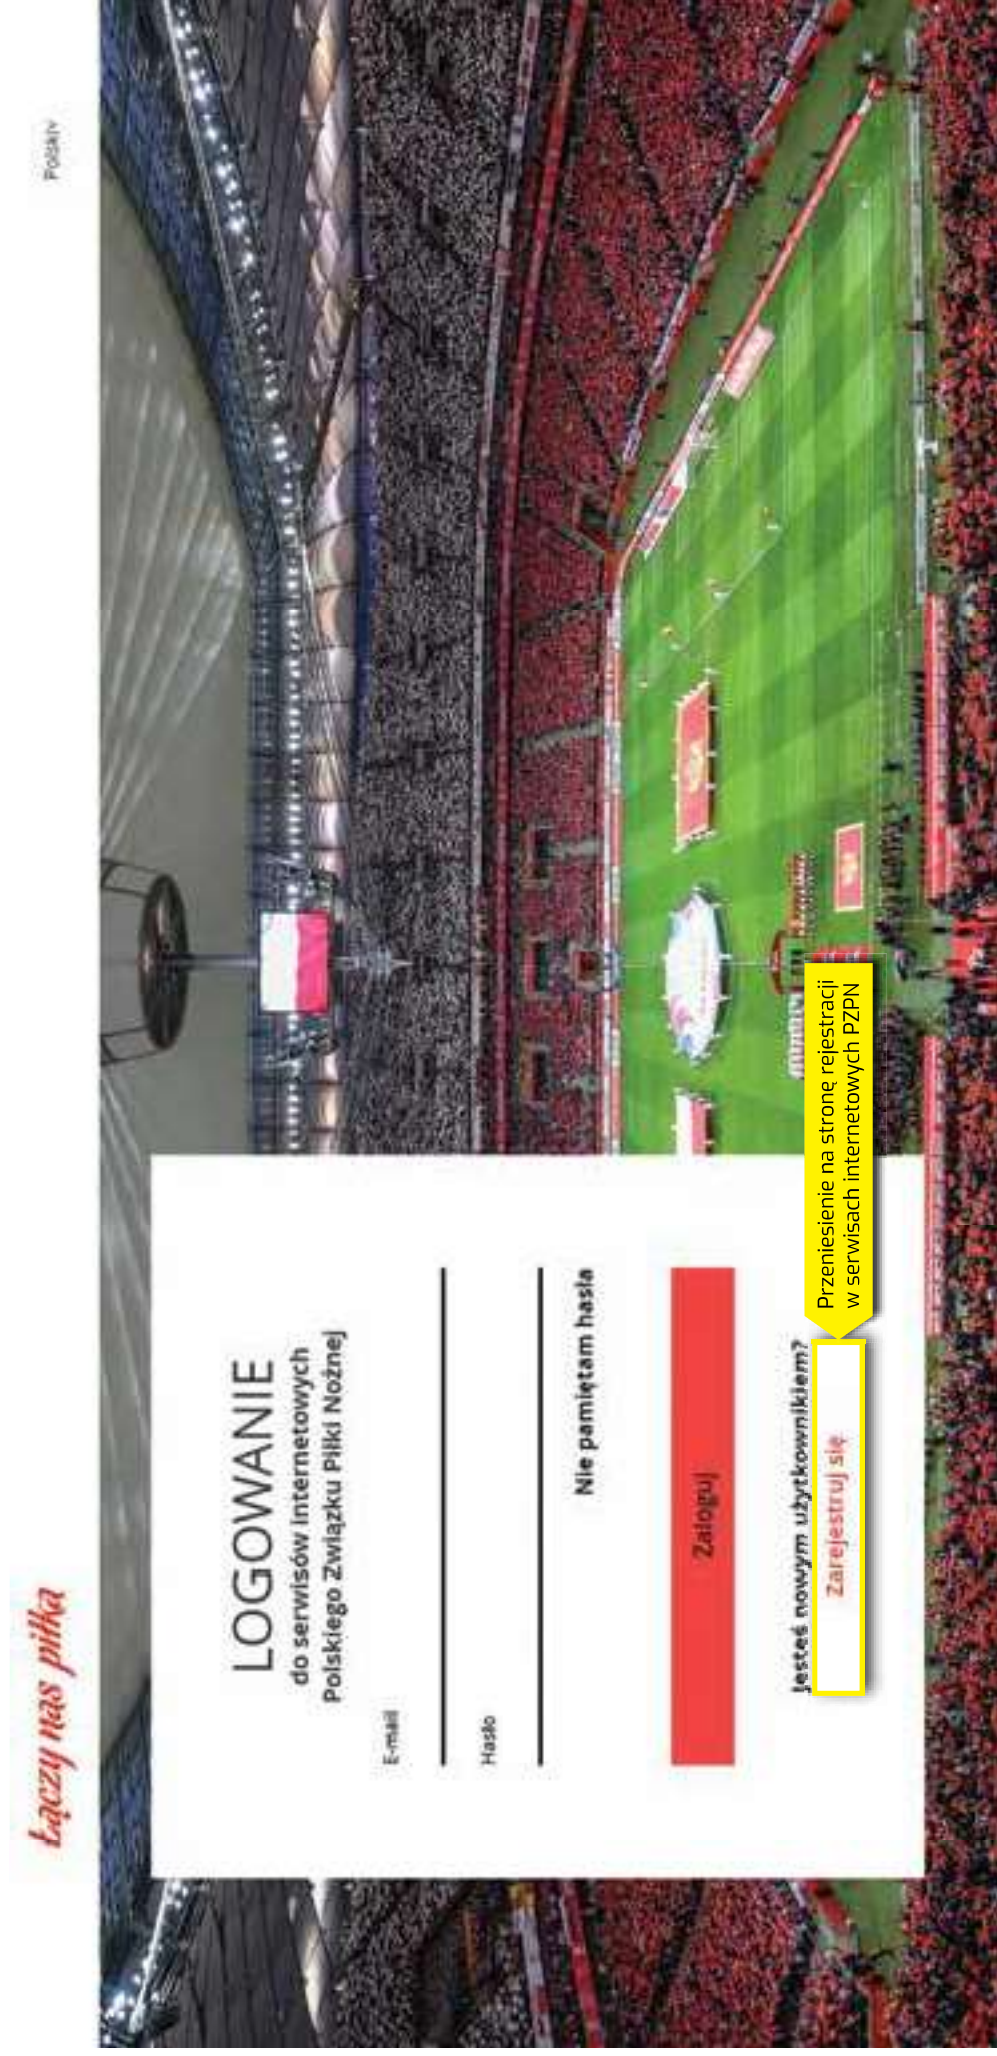 Łączy nas piłka
Polski
LOGOWANIE
do serwisów internetowych
Polskiego Związku Piłki Nożnej
E-mail
Hasło
Nie pamiętam hasła
Zaloguj
Jesteś nowym użytkownikiem?
Zarejestruj się
Przeniesienie na stronę rejestracji
w serwisach internetowych PZPN